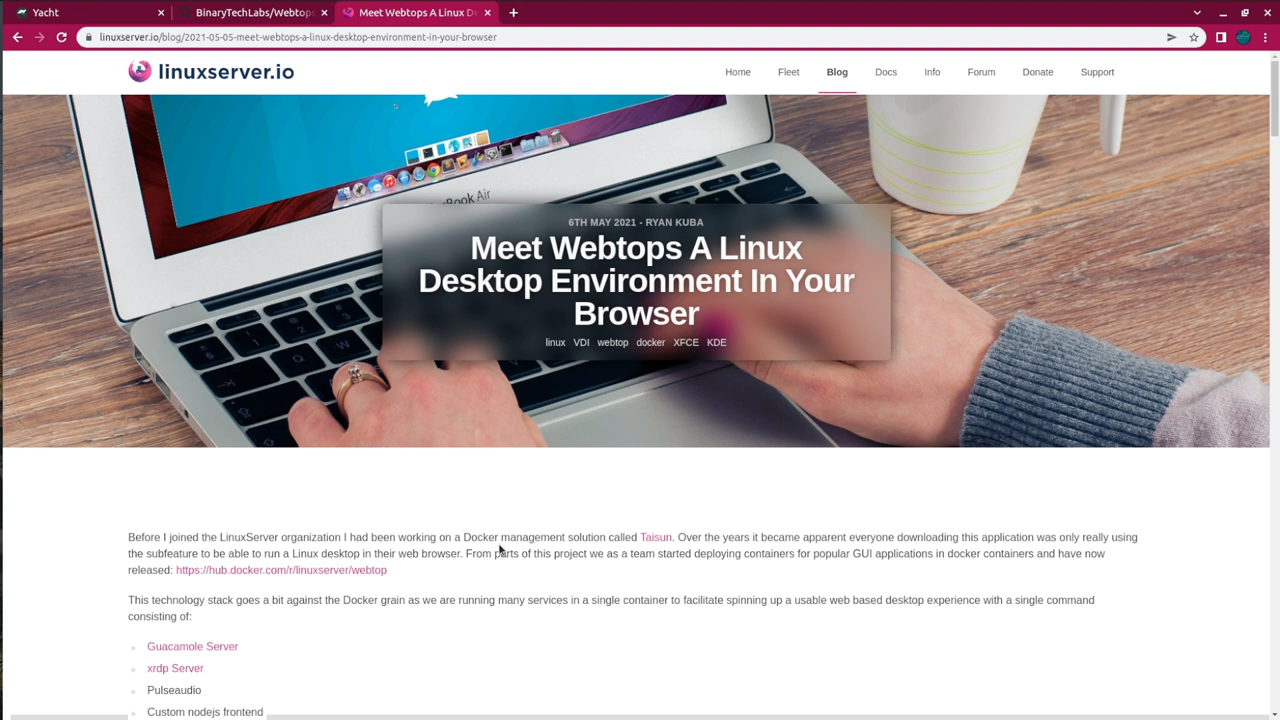 Yacht
BinaryTechLabs/Webtops
Meet Webtops A Linux De
linuxserver.io/blog/2021-05-05-meet-webtops-a-linux-desktop-environment-in-your-browser
linuxserver.io
Home Fleet Blog Docs Info Forum Donate Support
Book Air
6TH MAY 2021 - RYAN KUBA
Meet Webtops A Linux
Desktop Environment In Your
Browser
linux VDI webtop docker XFCE KDE
Before I joined the LinuxServer organization I had been working on a Docker management solution called Taisun. Over the years it became apparent everyone downloading this application was only really using
the subfeature to be able to run a Linux desktop in their web browser. From parts of this project we as a team started deploying containers for popular GUI applications in docker containers and have now
released: https://hub.docker.com/r/linuxserver/webtop
This technology stack goes a bit against the Docker grain as we are running many services in a single container to facilitate spinning up a usable web based desktop experience with a single command
consisting of:
Guacamole Server
xrdp Server
Pulseaudio
Custom nodejs frontend